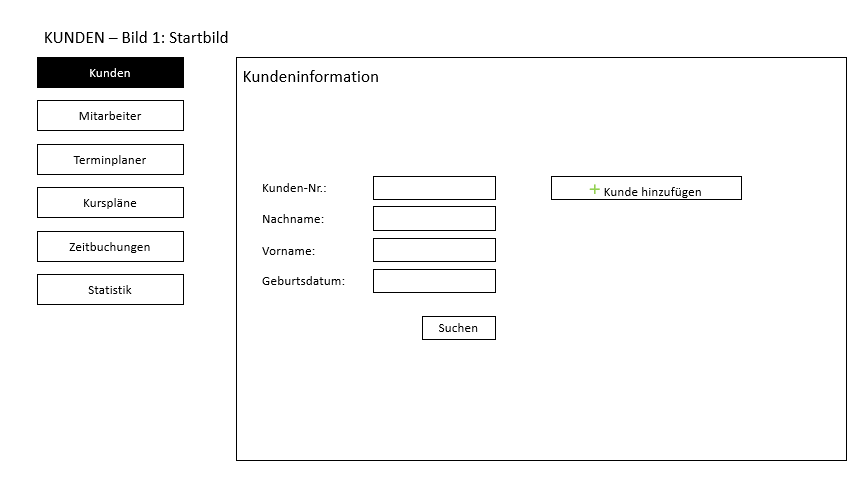 KUNDEN – Bild 1: Startbild
Kunden
Mitarbeiter
Terminplaner
Kurspläne
Zeitbuchungen
Statistik
Kundeninformation
Kunden-Nr.:
+ Kunde hinzufügen
Nachname:
Vorname:
Geburtsdatum:
Suchen